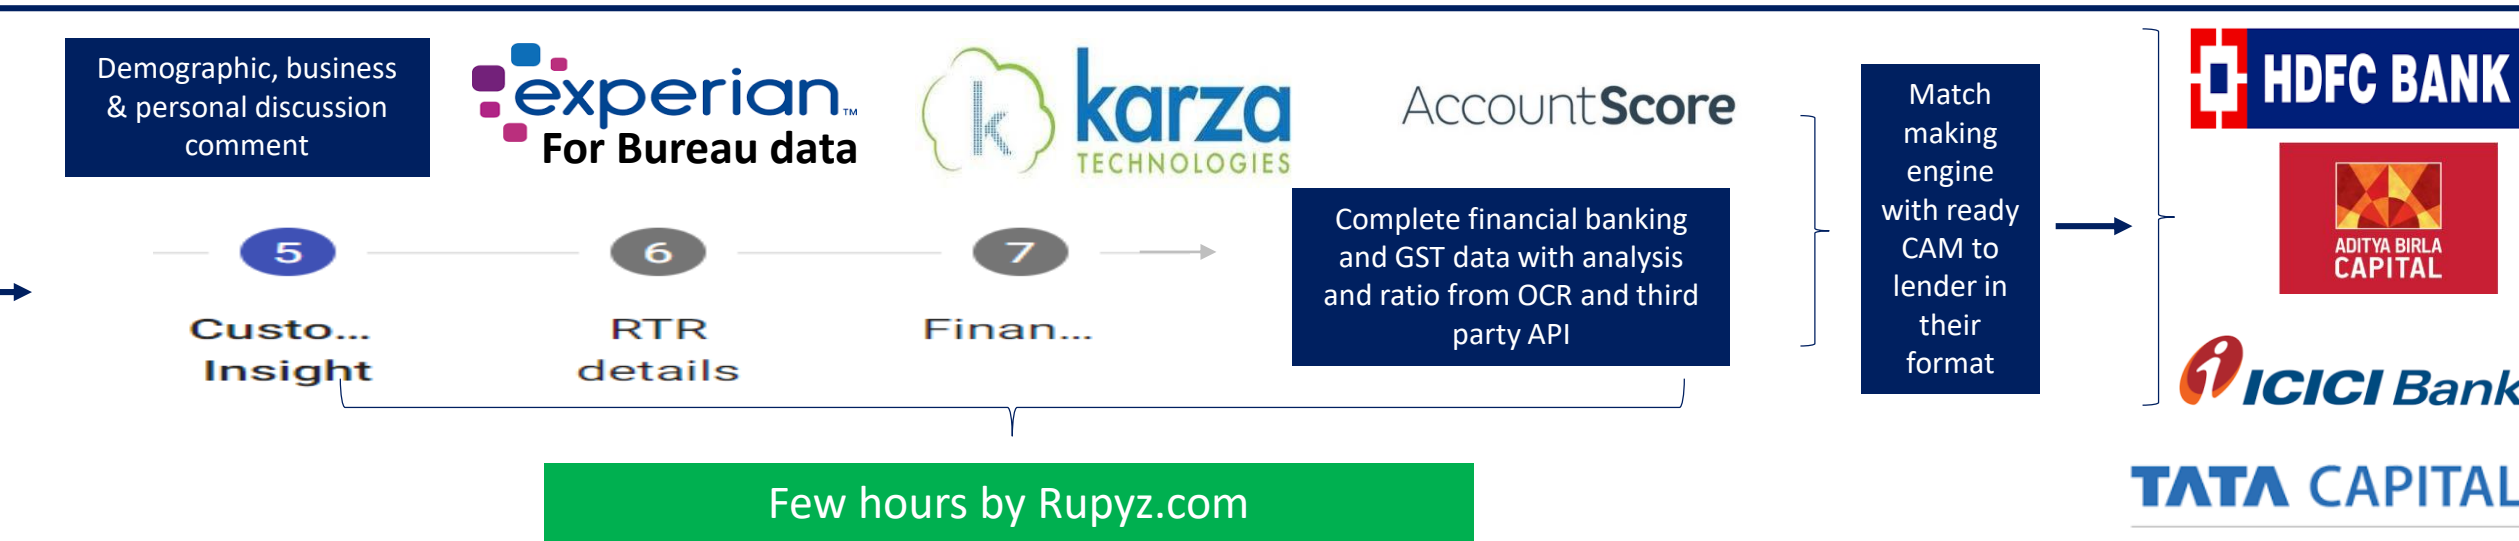 Demographic, business
& personal discussion
comment
experian™
For Bureau data
k
karza
TECHNOLOGIES
AccountScore
Match
making
engine
with ready
CAM to
lender in
their
format
HDFC BANK
ADITYA BIRLA
CAPITAL
ICICI Bank
TATA CAPITAL
5
Custo...
Insight
6
RTR
details
7
Finan...
Complete financial banking
and GST data with analysis
and ratio from OCR and third
party API
Few hours by Rupyz.com